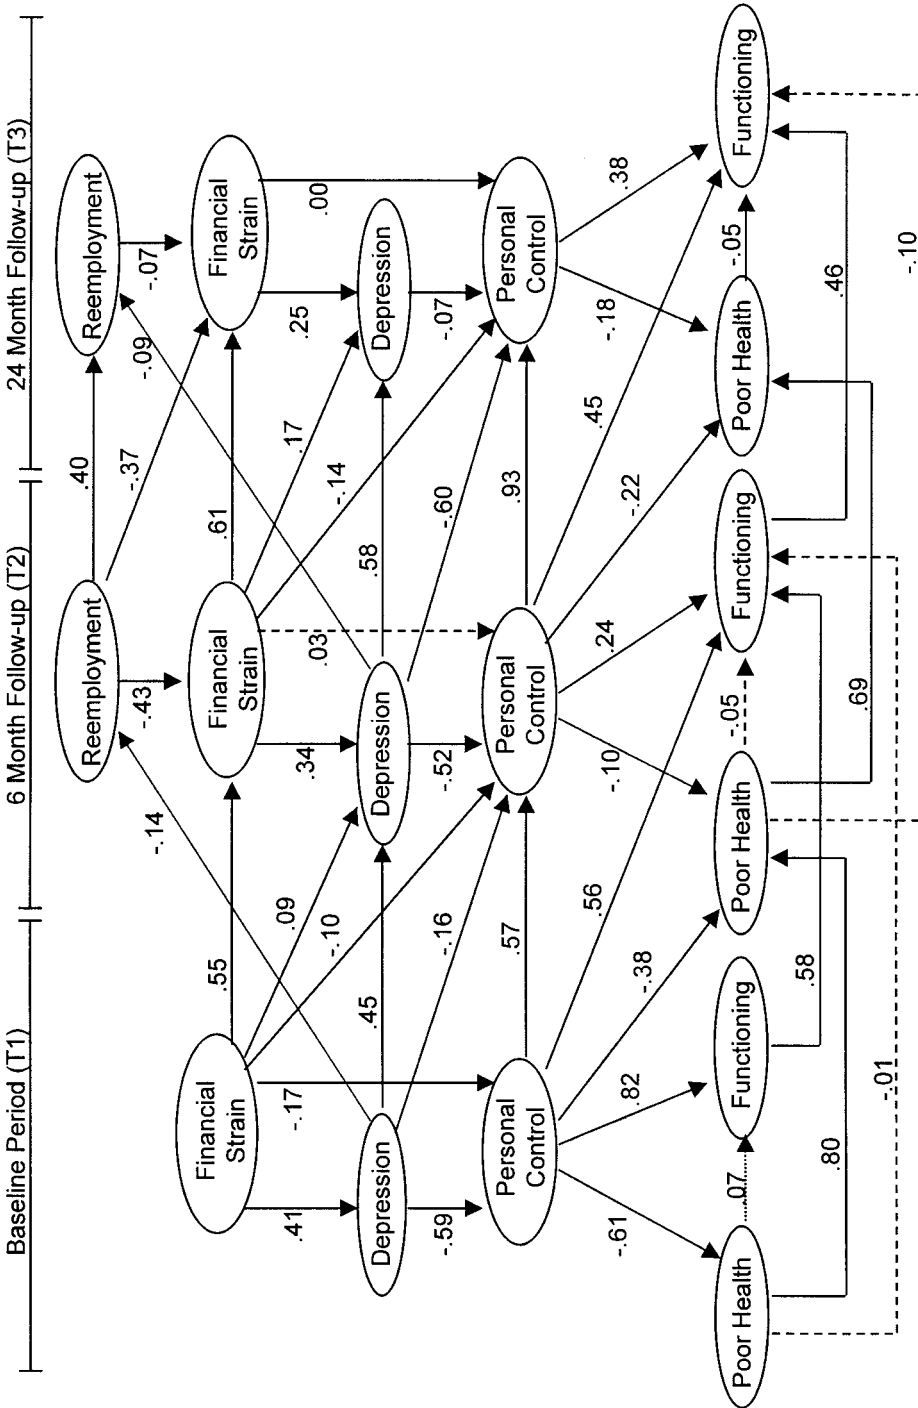 Baseline Period (T1)
6 Month Follow-up (T2)
24 Month Follow-up (T3)
Reemployment
.40
Reemployment
-.14
-.43
-.37
-.09
-.07
Financial
Strain
.55
Financial
Strain
.61
Financial
Strain
.41
-.17
.09
-.10
.34
.03
.17
-.14
.25
.00
Depression
.45
Depression
.58
Depression
-.59
-.16
-.52
-.60
-.07
Personal
Control
.57
Personal
Control
.93
Personal
Control
-.61
.82
-.38
.56
-.10
.24
-.22
.45
-.18
.38
Poor Health
.07
Functioning
Poor Health
-.05
Functioning
Poor Health
-.05
Functioning
.80
.58
-.01
.69
.46
-.10